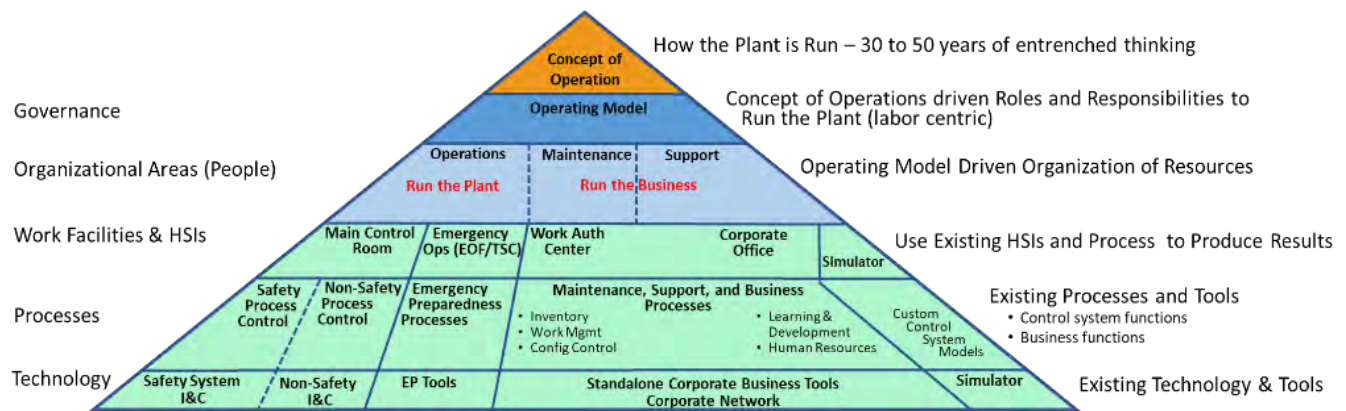 How the Plant is Run – 30 to 50 years of entrenched thinking
Concept of
Operation
Governance
Operating Model
Concept of Operations driven Roles and Responsibilities to
Run the Plant (labor centric)
Organizational Areas (People)
Operations
Maintenance
Support
Run the Plant
Run the Business
Operating Model Driven Organization of Resources
Work Facilities & HSIs
Main Control
Room
Emergency
Ops (EOF/TSC)
Work Auth
Center
Corporate
Office
Simulator
Use Existing HSIs and Process to Produce Results
Processes
Safety
Process
Control
Non-Safety
Process
Control
Emergency
Preparedness
Processes
Maintenance, Support, and Business
Processes
• Inventory
• Work Mgmt
• Config Control
• Learning &
Development
• Human Resources
Custom
Control
System
Models
Existing Processes and Tools
• Control system functions
• Business functions
Technology
Safety System
I&C
Non-Safety
I&C
EP Tools
Standalone Corporate Business Tools
Corporate Network
Simulator
Existing Technology & Tools